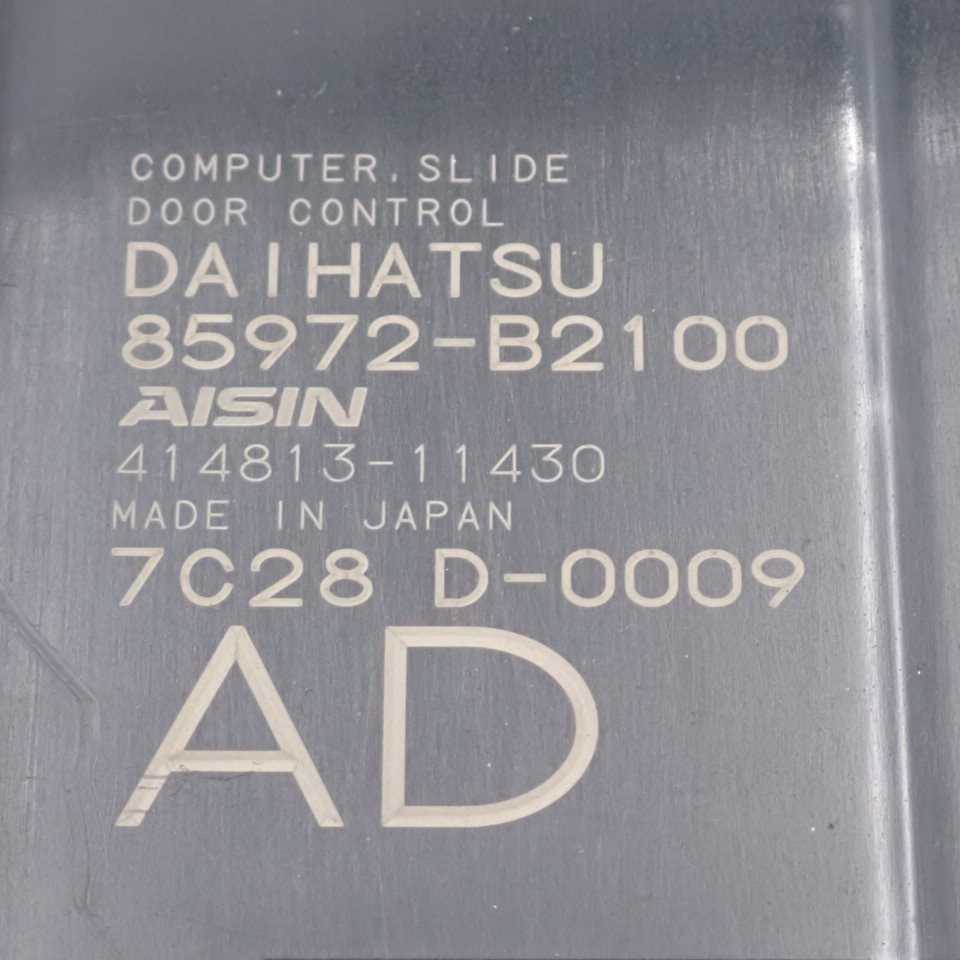 COMPUTER, SLIDE
DOOR CONTROL
DAIHATSU
85972-B2100
AISIN
414813-11430
MADE IN JAPAN
7C28 D-0009
AD